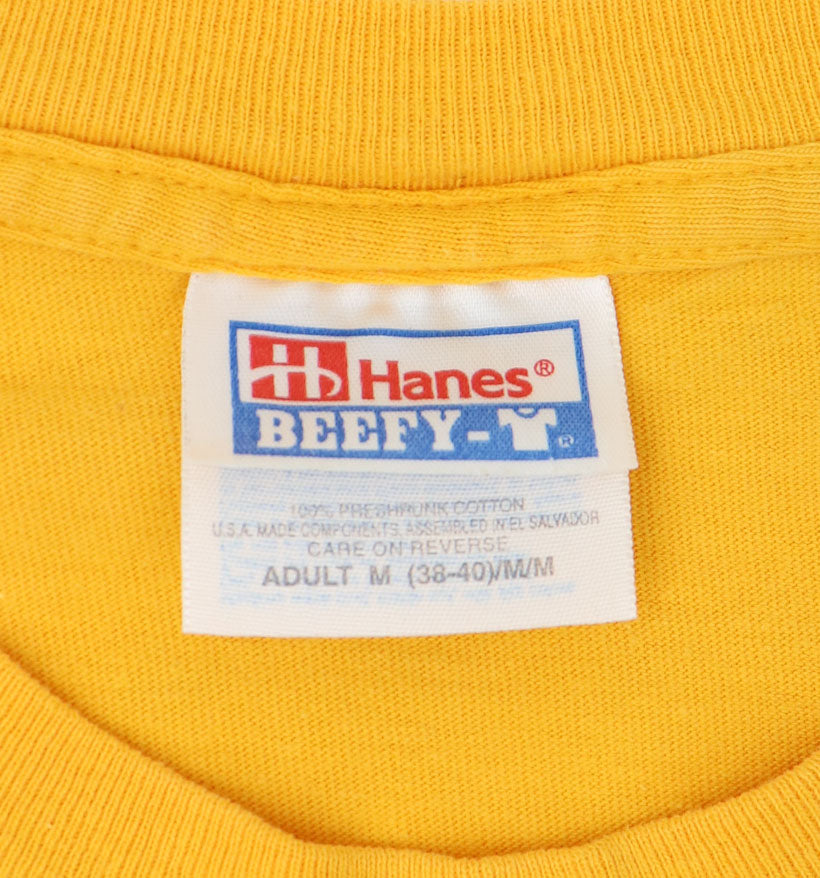 Hanes®
BEEFY-T®
100% PRESHRUNK COTTON
U.S.A. MADE COMPONENTS, ASSEMBLED IN EL SALVADOR
CARE ON REVERSE
ADULT M (38-40)/M/M